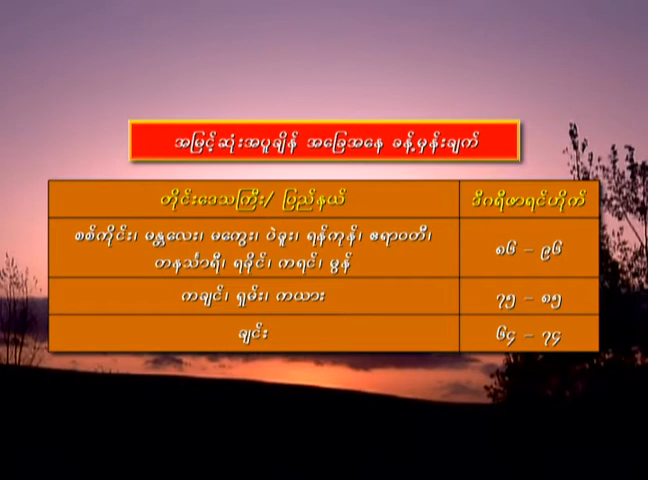 အမြင့်ဆုံးအပူချိန် အခြေအနေ ခန့်မှန်းချက်
တိုင်းဒေသကြီး/ ပြည်နယ် ဒီဂရီဖာရင်ဟိုက်
စစ်ကိုင်း၊ မန္တလေး၊ မကွေး၊ ပဲခူး၊ ရန်ကုန်၊ ဧရာဝတီ၊
တနင်္သာရီ၊ ရခိုင်၊ ကရင်၊ မွန် ၈၆ – ၉၆
ကချင်၊ ရှမ်း၊ ကယား ၇၅ – ၈၅
ချင်း ၆၄ – ၇၄